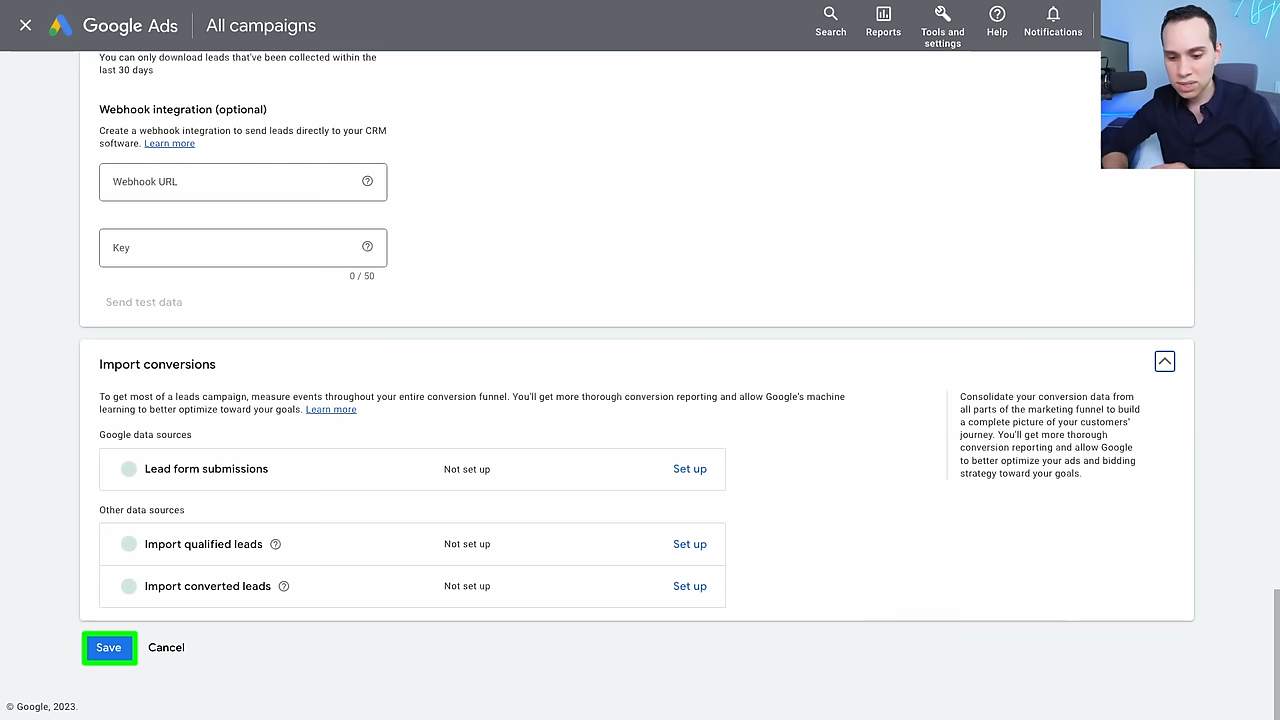 Google Ads
All campaigns
Search
Reports
Tools and
settings
Help
Notifications
You can only download leads that've been collected within the
last 30 days
Webhook integration (optional)
Create a webhook integration to send leads directly to your CRM
software. Learn more
Webhook URL
Key
0 / 50
Send test data
Import conversions
To get most of a leads campaign, measure events throughout your entire conversion funnel. You'll get more thorough conversion reporting and allow Google's machine
learning to better optimize toward your goals. Learn more
Consolidate your conversion data from
all parts of the marketing funnel to build
a complete picture of your customers'
journey. You'll get more thorough
conversion reporting and allow Google
to better optimize your ads and bidding
strategy toward your goals.
Google data sources
Lead form submissions Not set up Set up
Other data sources
Import qualified leads Not set up Set up
Import converted leads Not set up Set up
Save Cancel
© Google, 2023.